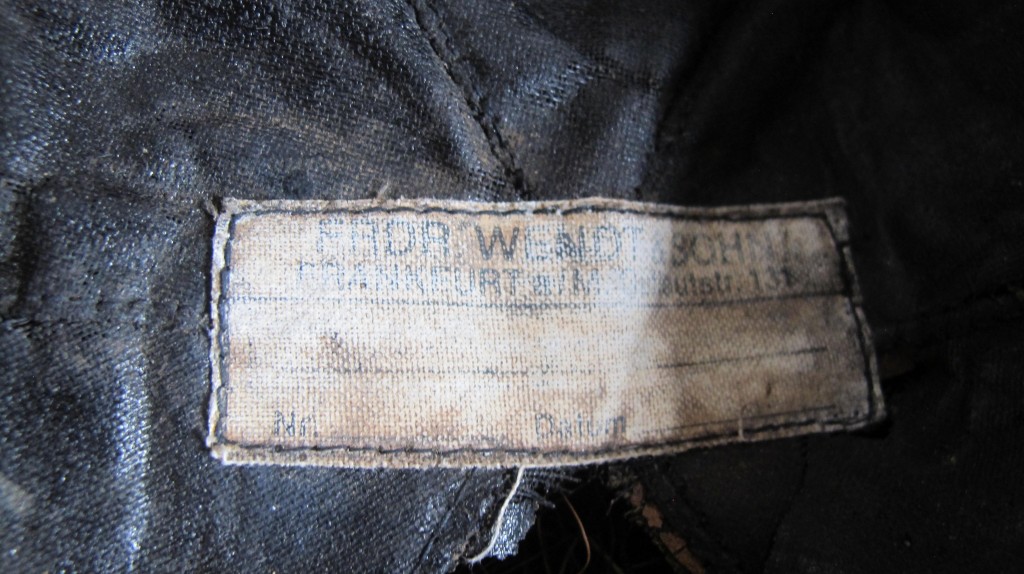 FRDR. WENDT SOHN
FRANKFURT a. M.
Nr. Datum